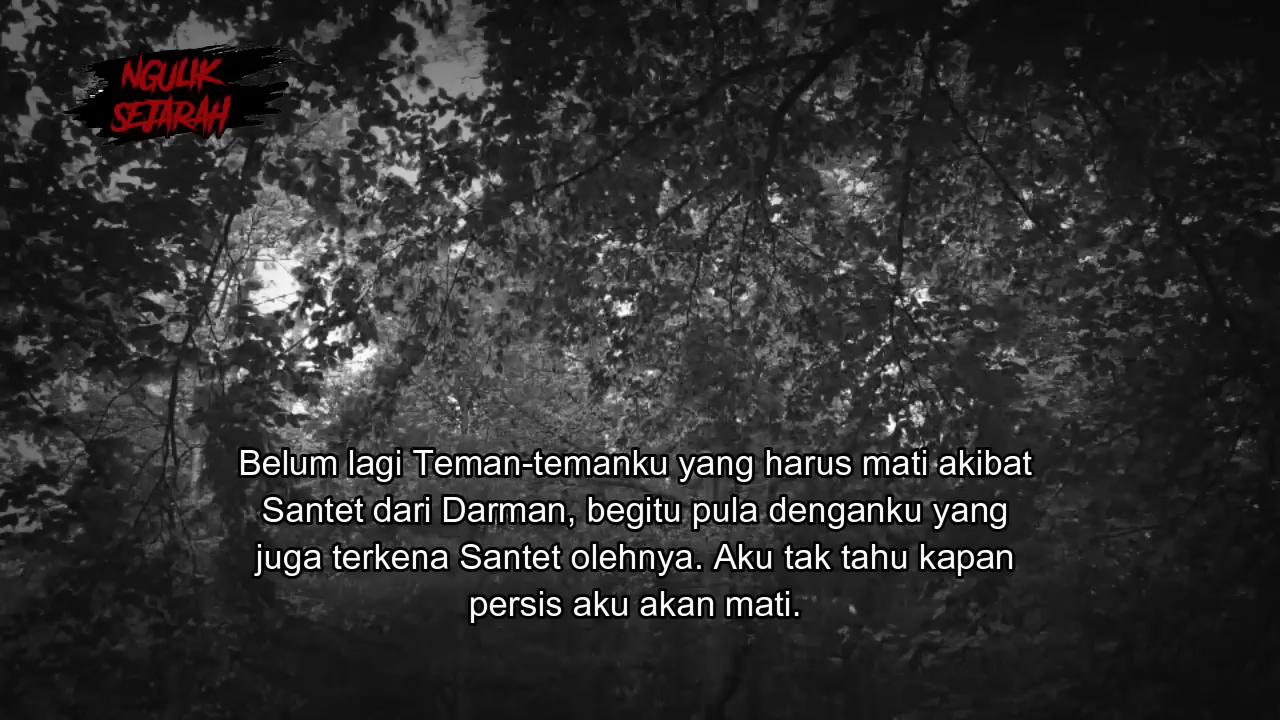 NGULIK
SEJARAH
Belum lagi Teman-temanku yang harus mati akibat
Santet dari Darman, begitu pula denganku yang
juga terkena Santet olehnya. Aku tak tahu kapan
persis aku akan mati.